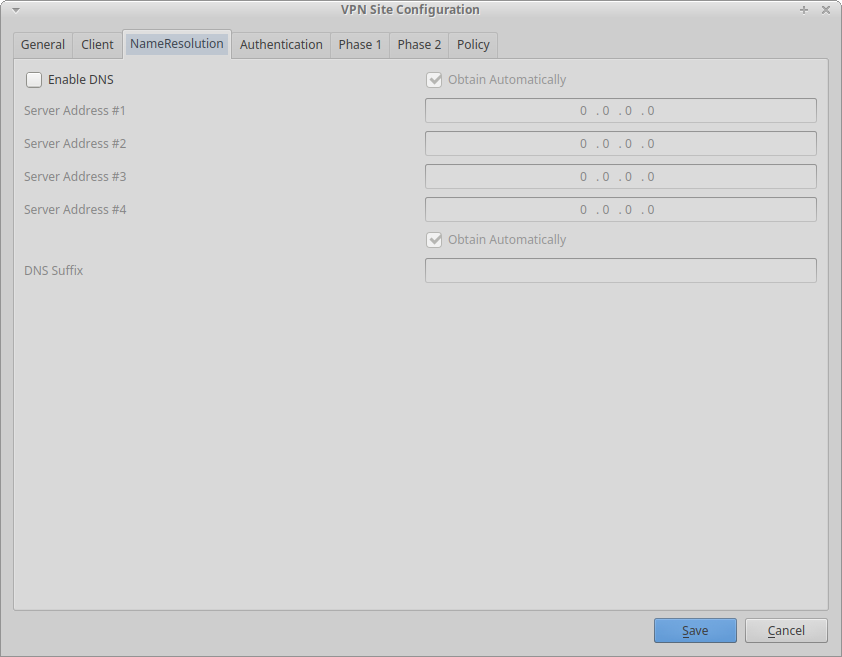 VPN Site Configuration
General Client NameResolution Authentication Phase 1 Phase 2 Policy
Enable DNS Obtain Automatically
Server Address #1 0 . 0 . 0 . 0
Server Address #2 0 . 0 . 0 . 0
Server Address #3 0 . 0 . 0 . 0
Server Address #4 0 . 0 . 0 . 0
Obtain Automatically
DNS Suffix
Save Cancel